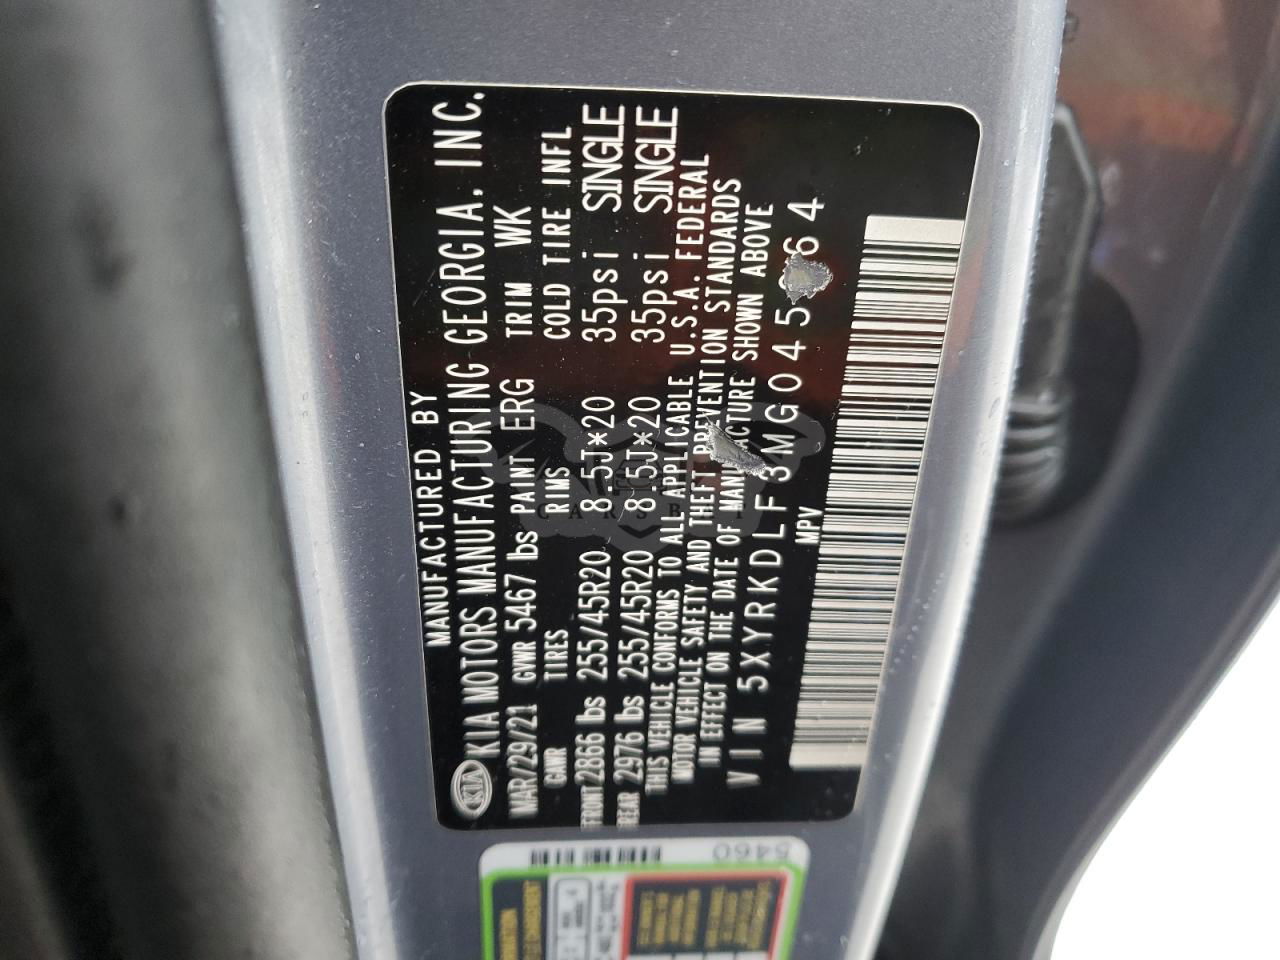 MANUFACTURED BY
KIA KIA MOTORS MANUFACTURING GEORGIA, INC.
MAR/29/21 GVWR 5467 lbs PAINT ERG TRIM WK
GAWR TIRES RIMS COLD TIRE INFL
FRONT 2866 lbs 255/45R20 8.5J*20 35psi SINGLE
REAR 2976 lbs 255/45R20 8.5J*20 35psi SINGLE
THIS VEHICLE CONFORMS TO ALL APPLICABLE U.S.A. FEDERAL
MOTOR VEHICLE SAFETY AND THEFT PREVENTION STANDARDS
IN EFFECT ON THE DATE OF MANUFACTURE SHOWN ABOVE
VIN 5XYRKDLF3MG045 64
MPV
5460
CARSBIT